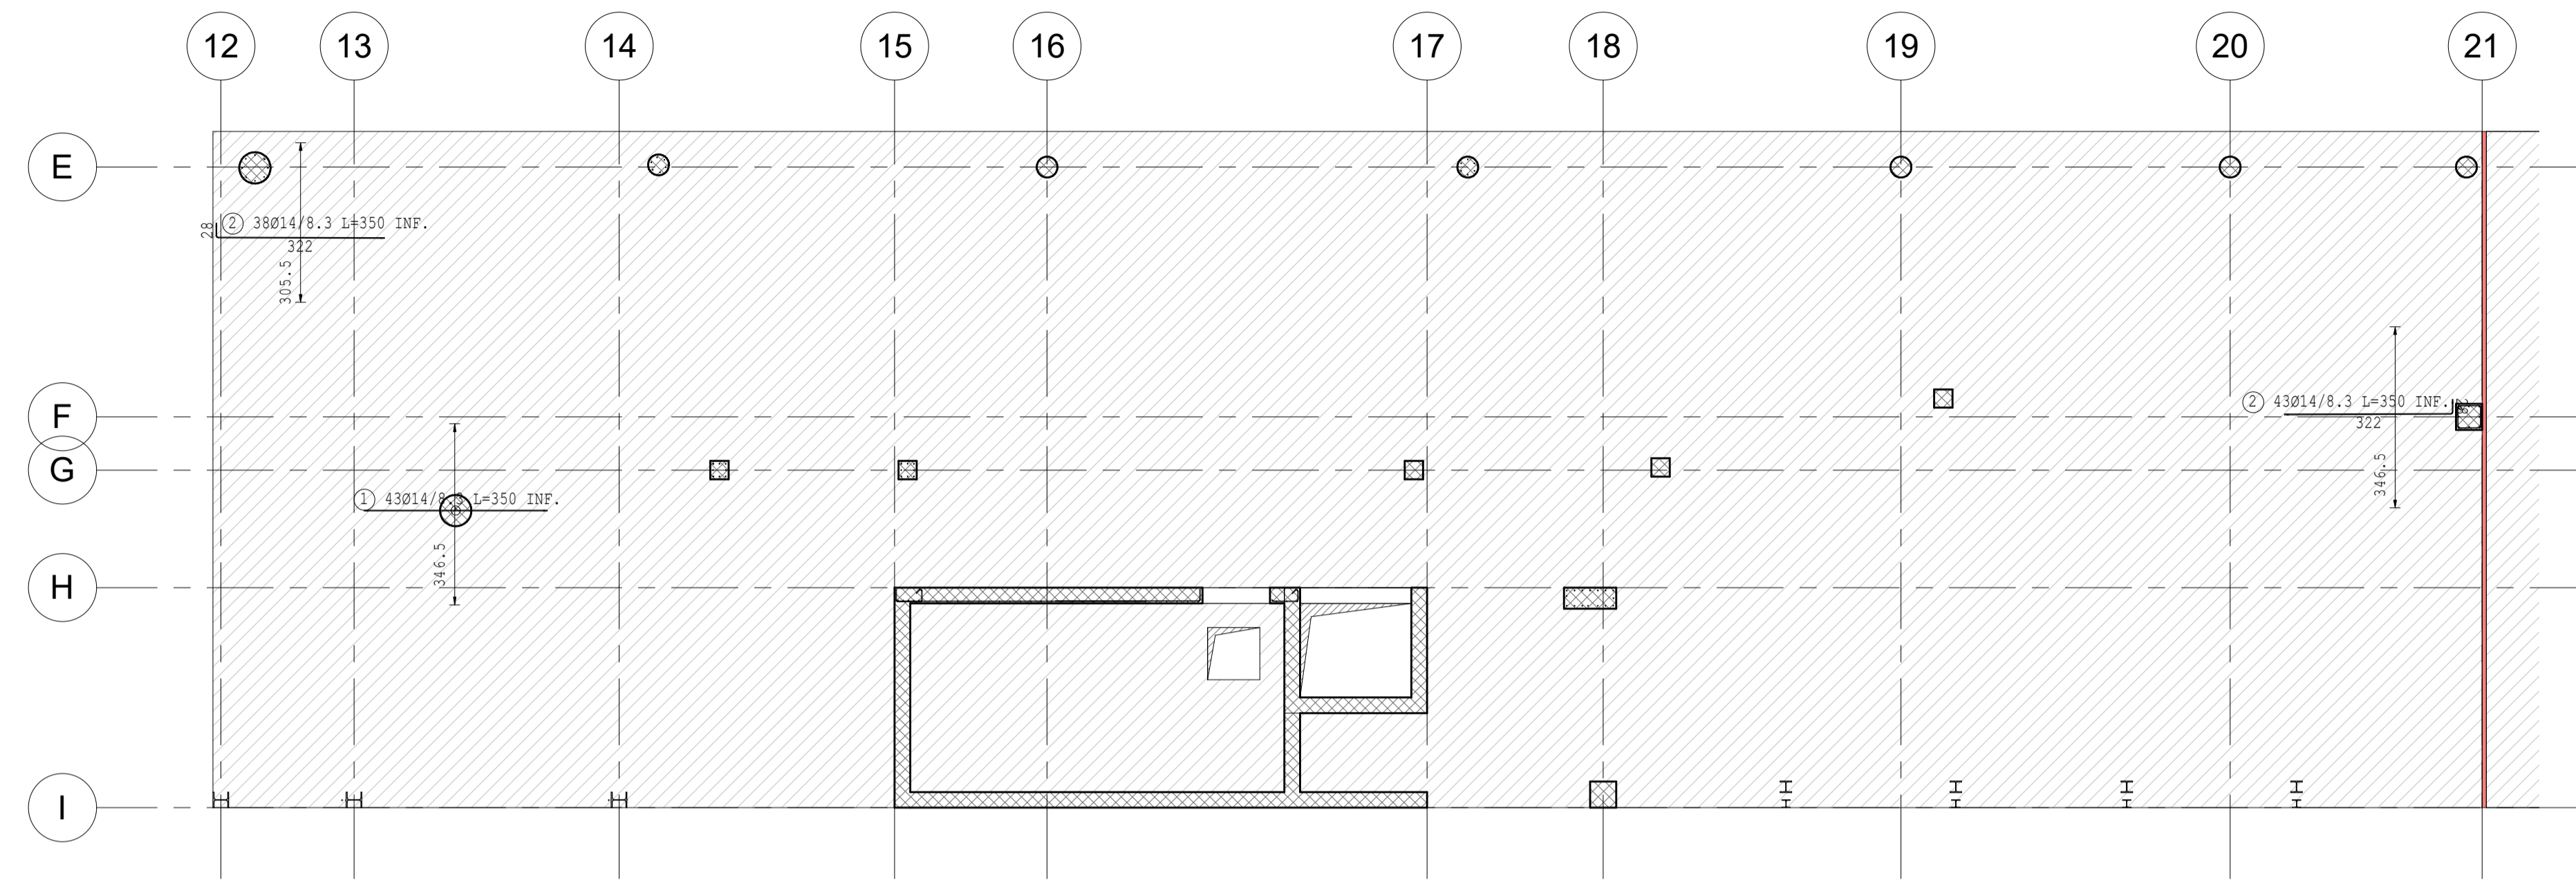 12 13 14 15 16 17 18 19 20 21
E
2 38Ø14/8.3 L=350 INF.
28
322
305.5
F
2 43Ø14/8.3 L=350 INF.
322
G
346.5
1 43Ø14/8.3 L=350 INF.
346.5
H
I